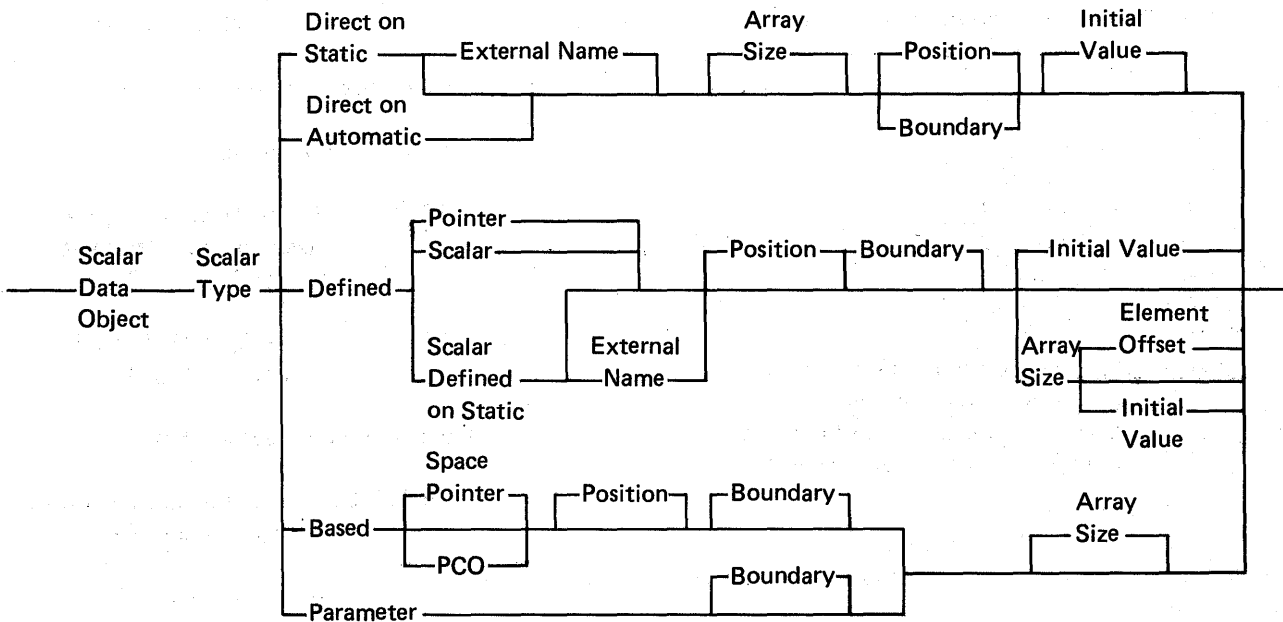 Direct on
Static
External Name
Array
Size
Position
Initial
Value
Direct on
Automatic
Boundary
Scalar
Data
Object
Scalar
Type
Defined
Pointer
Scalar
Scalar
Defined
on Static
External
Name
Position
Boundary
Initial Value
Array
Size
Element
Offset
Initial
Value
Based
Space
Pointer
PCO
Position
Boundary
Array
Size
Parameter
Boundary